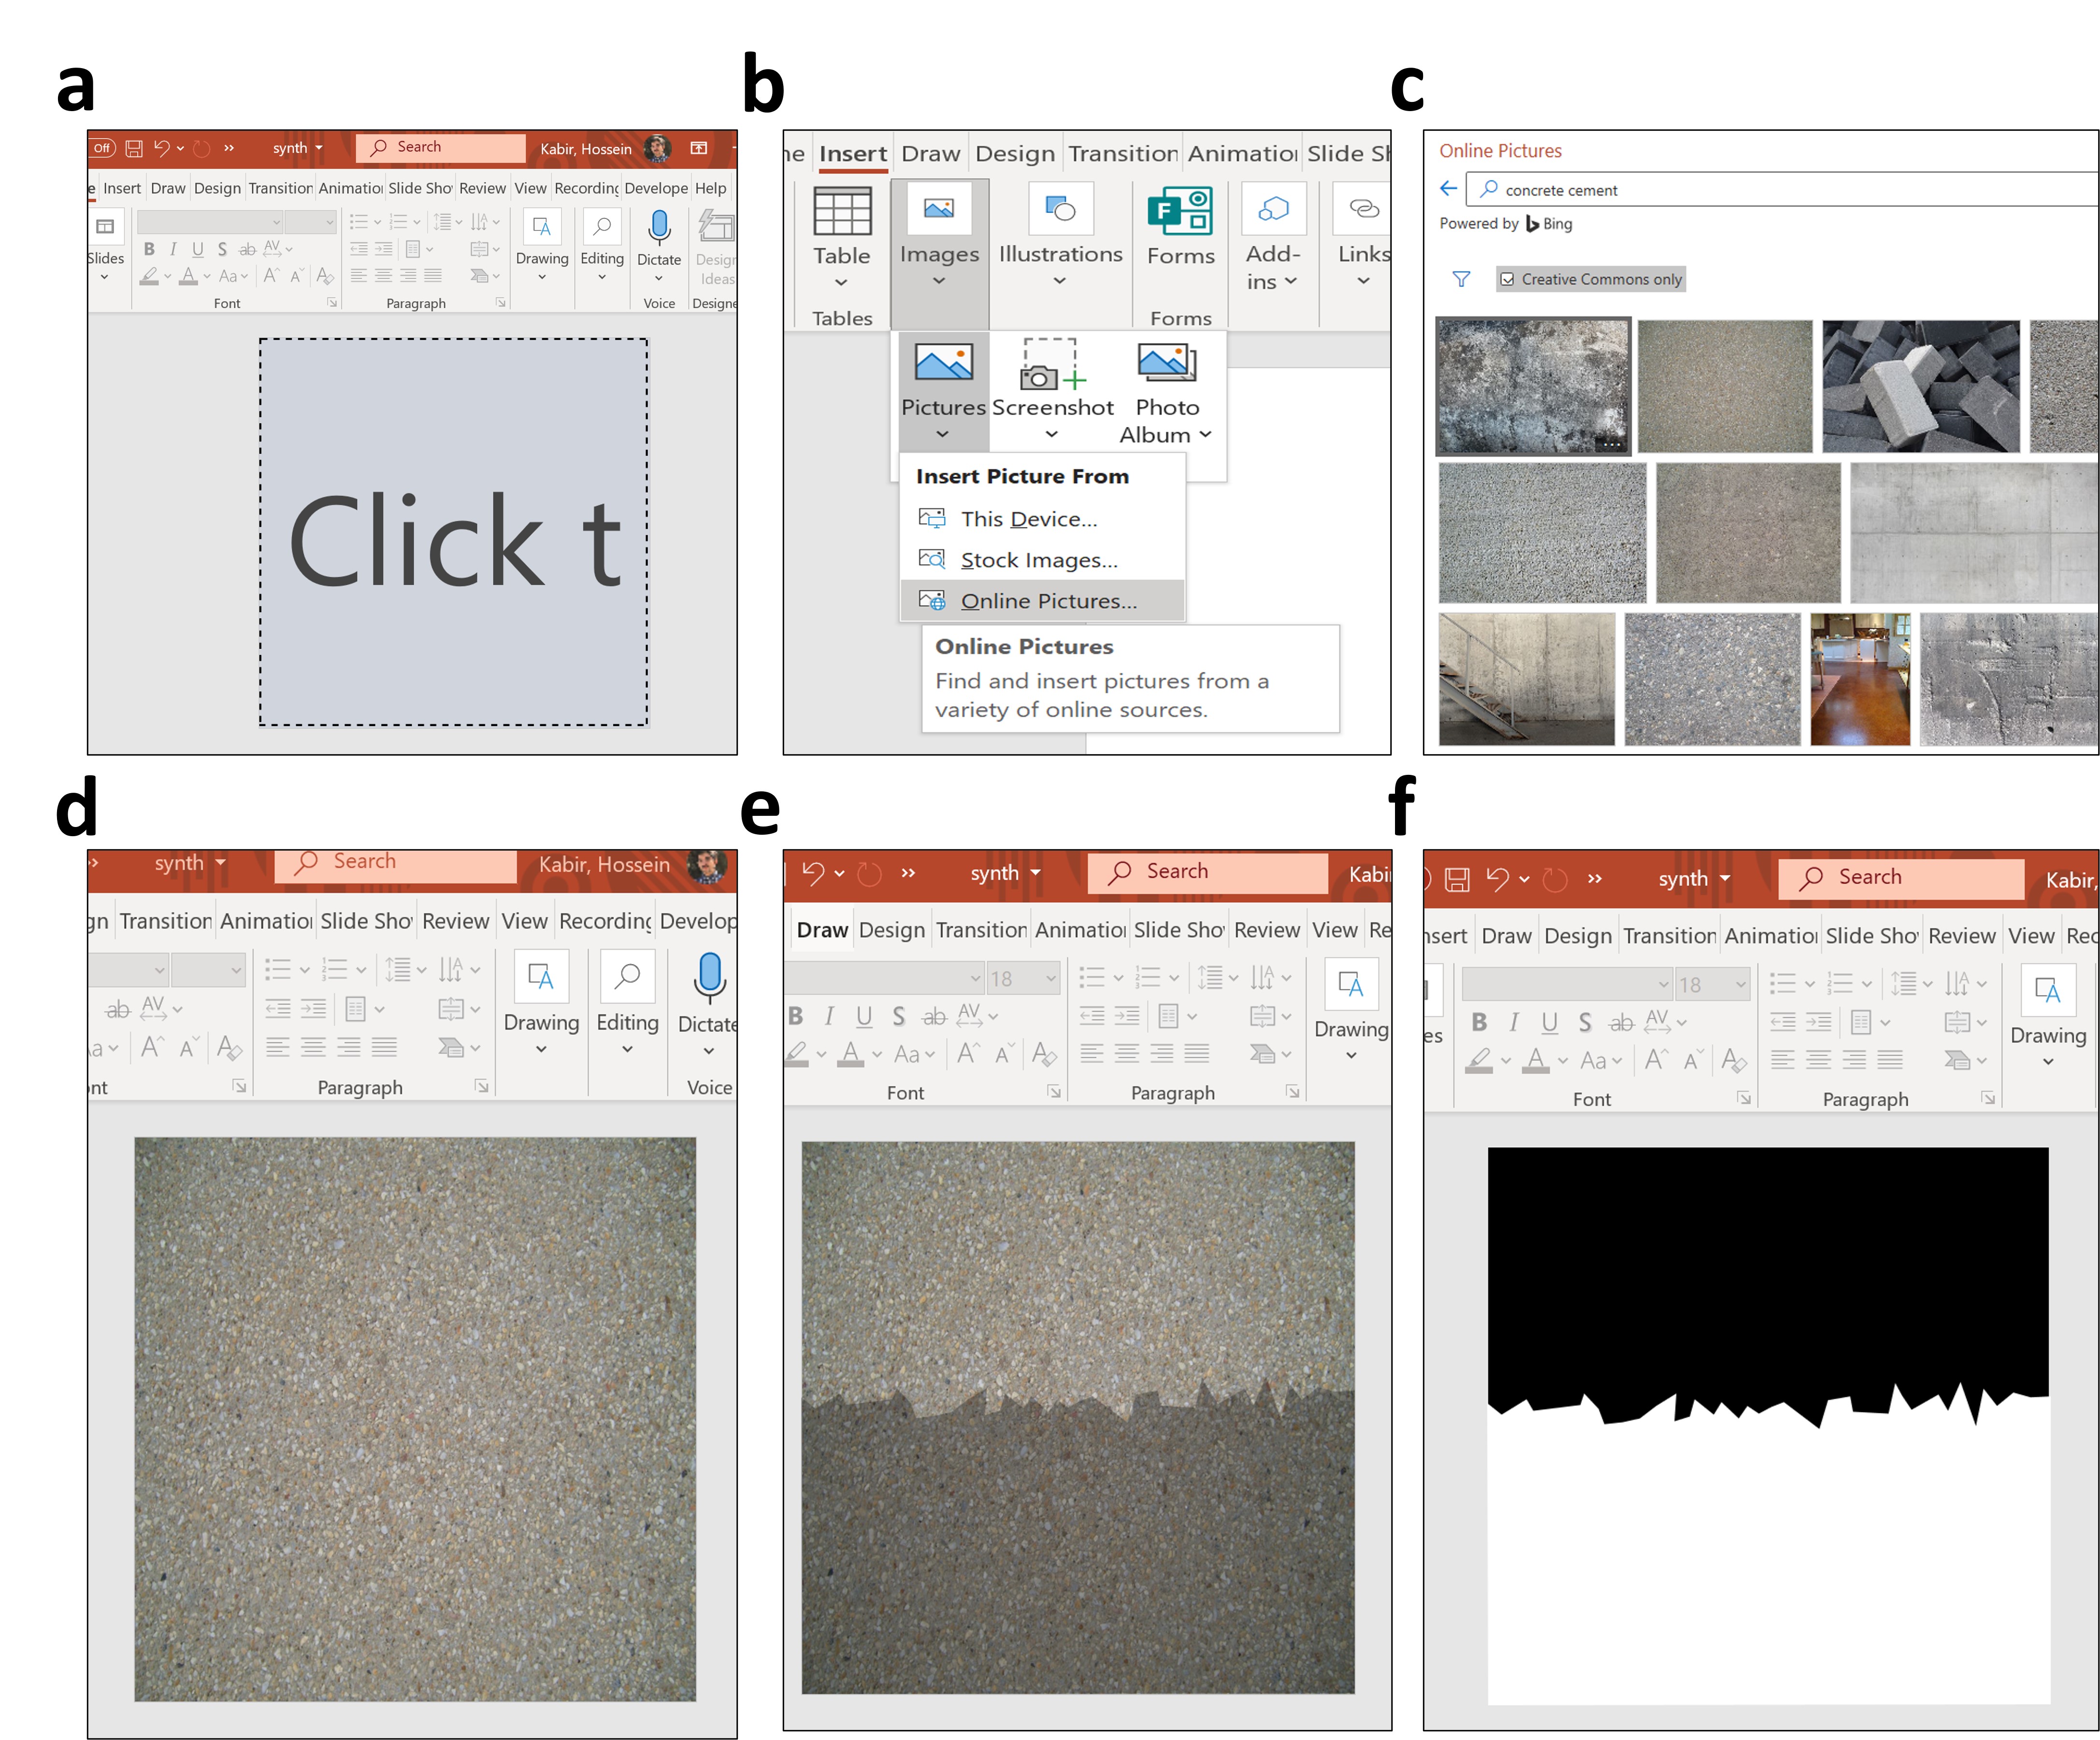 a
b
c
Off
synth
Search
Kabir, Hossein
e Insert Draw Design Transition Animatio Slide Sho Review View Recording Develope Help
B I U S ab AV
Aa A A A
Slides
Font
Paragraph
Drawing
Editing
Dictate
Voice
Design
Ideas
Designe
Click t
ne Insert Draw Design Transition Animatio Slide Sh
Table
Images
Illustrations
Forms
Add-
ins
Links
Tables
Forms
Pictures
Screenshot
Photo
Album
Insert Picture From
This Device...
Stock Images...
Online Pictures...
Online Pictures
Find and insert pictures from a
variety of online sources.
Online Pictures
concrete cement
Powered by Bing
Creative Commons only
d
e
f
synth
Search
Kabir, Hossein
gn Transition Animatio Slide Sho Review View Recording Develop
ab AV
a A A A
nt
Paragraph
Drawing
Editing
Dictate
Voice
synth
Search
Kabi
Draw Design Transition Animatio Slide Sho Review View Re
18
B I U S ab AV
A Aa A A A
Font
Paragraph
Drawing
synth
Search
Kabir,
nsert Draw Design Transition Animatio Slide Sho Review View Rec
18
B I U S ab AV
es
A Aa A A A
Font
Paragraph
Drawing